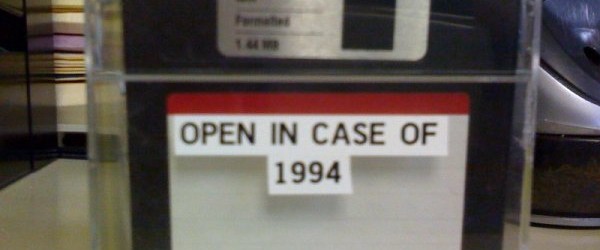 Formatted
1.44 MB
OPEN IN CASE OF
1994